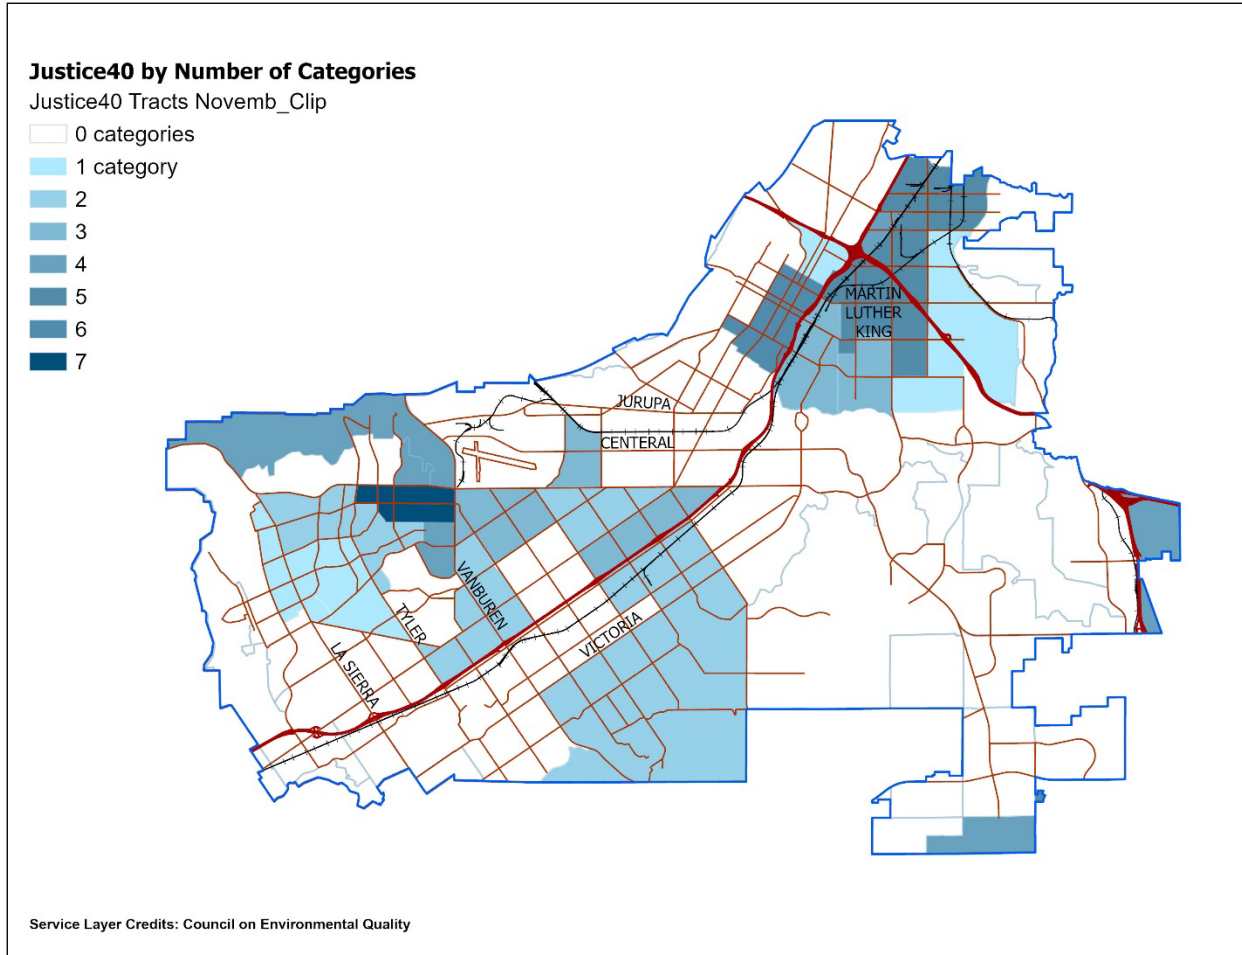 Justice40 by Number of Categories
Justice40 Tracts Novemb_Clip
0 categories
1 category
2
3
4
5
6
7
MARTIN
LUTHER
KING
JURUPA
CENTERAL
VANBUREN
TYLER
VICTORIA
LA SIERRA
Service Layer Credits: Council on Environmental Quality